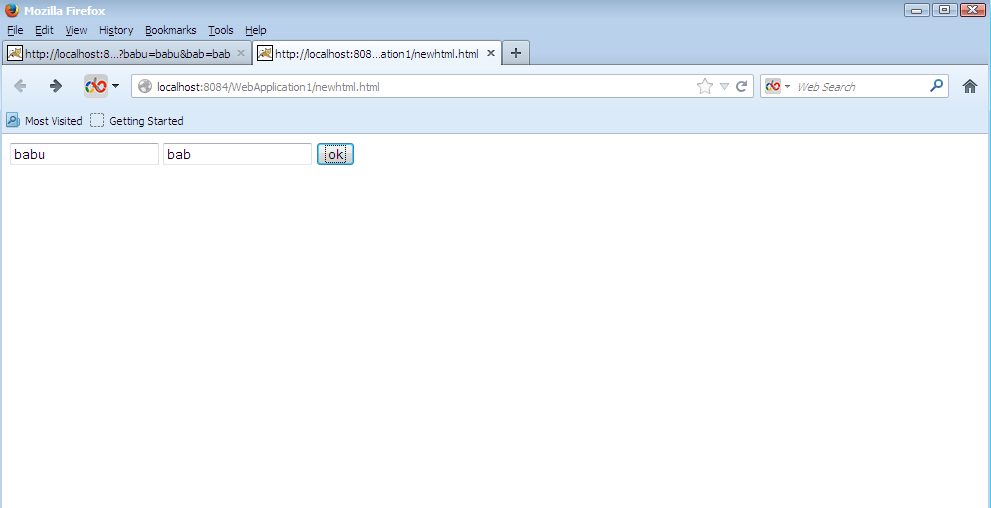 Mozilla Firefox
File Edit View History Bookmarks Tools Help
http://localhost:8...?babu=babu&bab=bab http://localhost:808...ation1/newhtml.html
localhost:8084/WebApplication1/newhtml.html Web Search
Most Visited Getting Started
babu bab ok